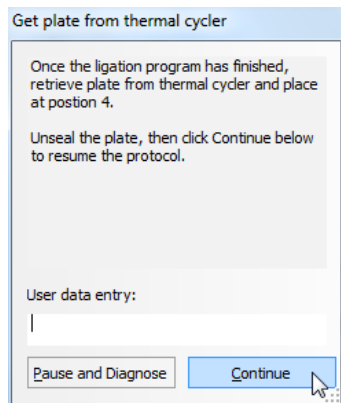 Get plate from thermal cycler
Once the ligation program has finished,
retrieve plate from thermal cycler and place
at postion 4.
Unseal the plate, then click Continue below
to resume the protocol.
User data entry:
Pause and Diagnose
Continue